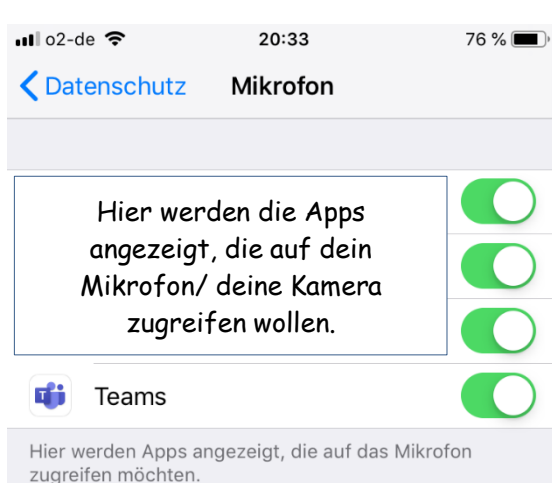 o2-de 20:33 76 %
Datenschutz Mikrofon
Hier werden die Apps
angezeigt, die auf dein
Mikrofon/ deine Kamera
zugreifen wollen.
Teams
Hier werden Apps angezeigt, die auf das Mikrofon
zugreifen möchten.